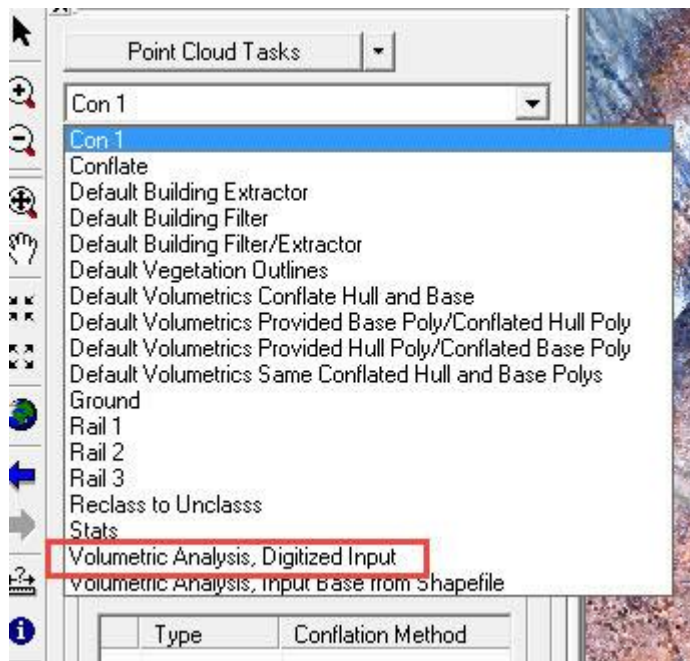 Point Cloud Tasks
Con 1
Con 1
Conflate
Default Building Extractor
Default Building Filter
Default Building Filter/Extractor
Default Vegetation Outlines
Default Volumetrics Conflate Hull and Base
Default Volumetrics Provided Base Poly/Conflated Hull Poly
Default Volumetrics Provided Hull Poly/Conflated Base Poly
Default Volumetrics Same Conflated Hull and Base Polys
Ground
Rail 1
Rail 2
Rail 3
Reclass to Unclasss
Stats
Volumetric Analysis, Digitized Input
Volumetric Analysis, Input Base from Shapefile
Type Conflation Method